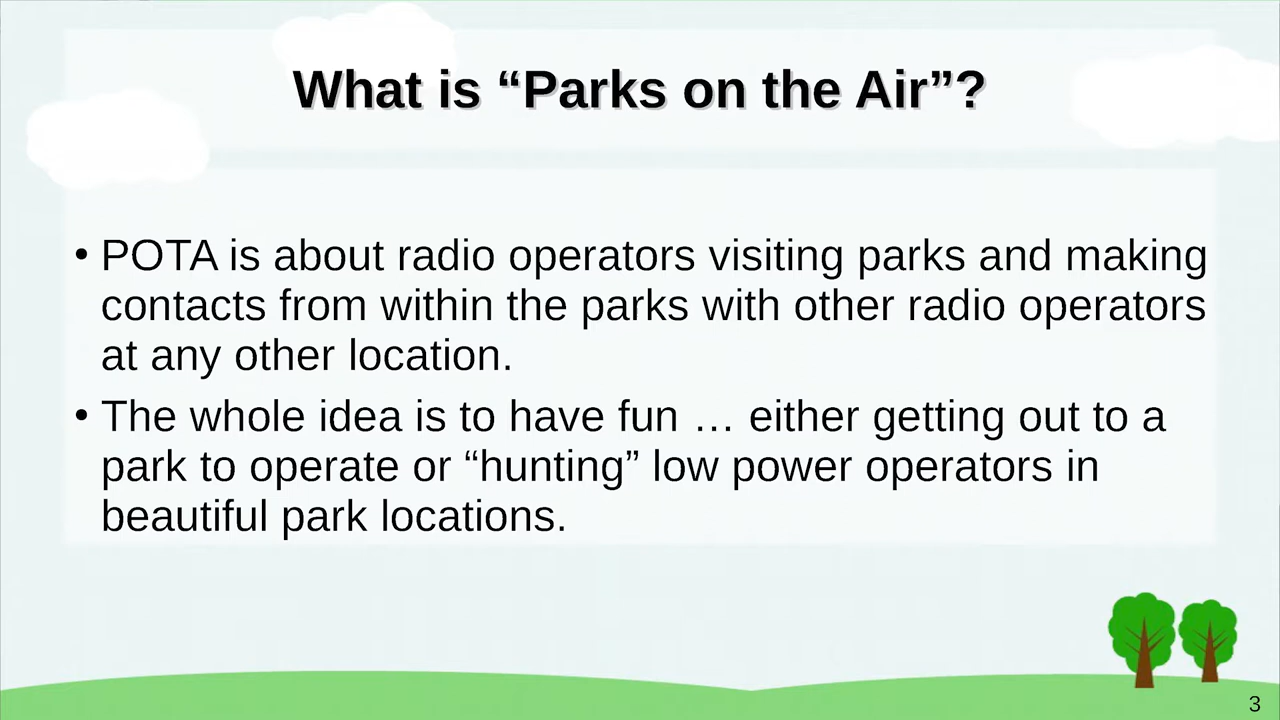 What is “Parks on the Air”?
• POTA is about radio operators visiting parks and making
contacts from within the parks with other radio operators
at any other location.
• The whole idea is to have fun … either getting out to a
park to operate or “hunting” low power operators in
beautiful park locations.
3